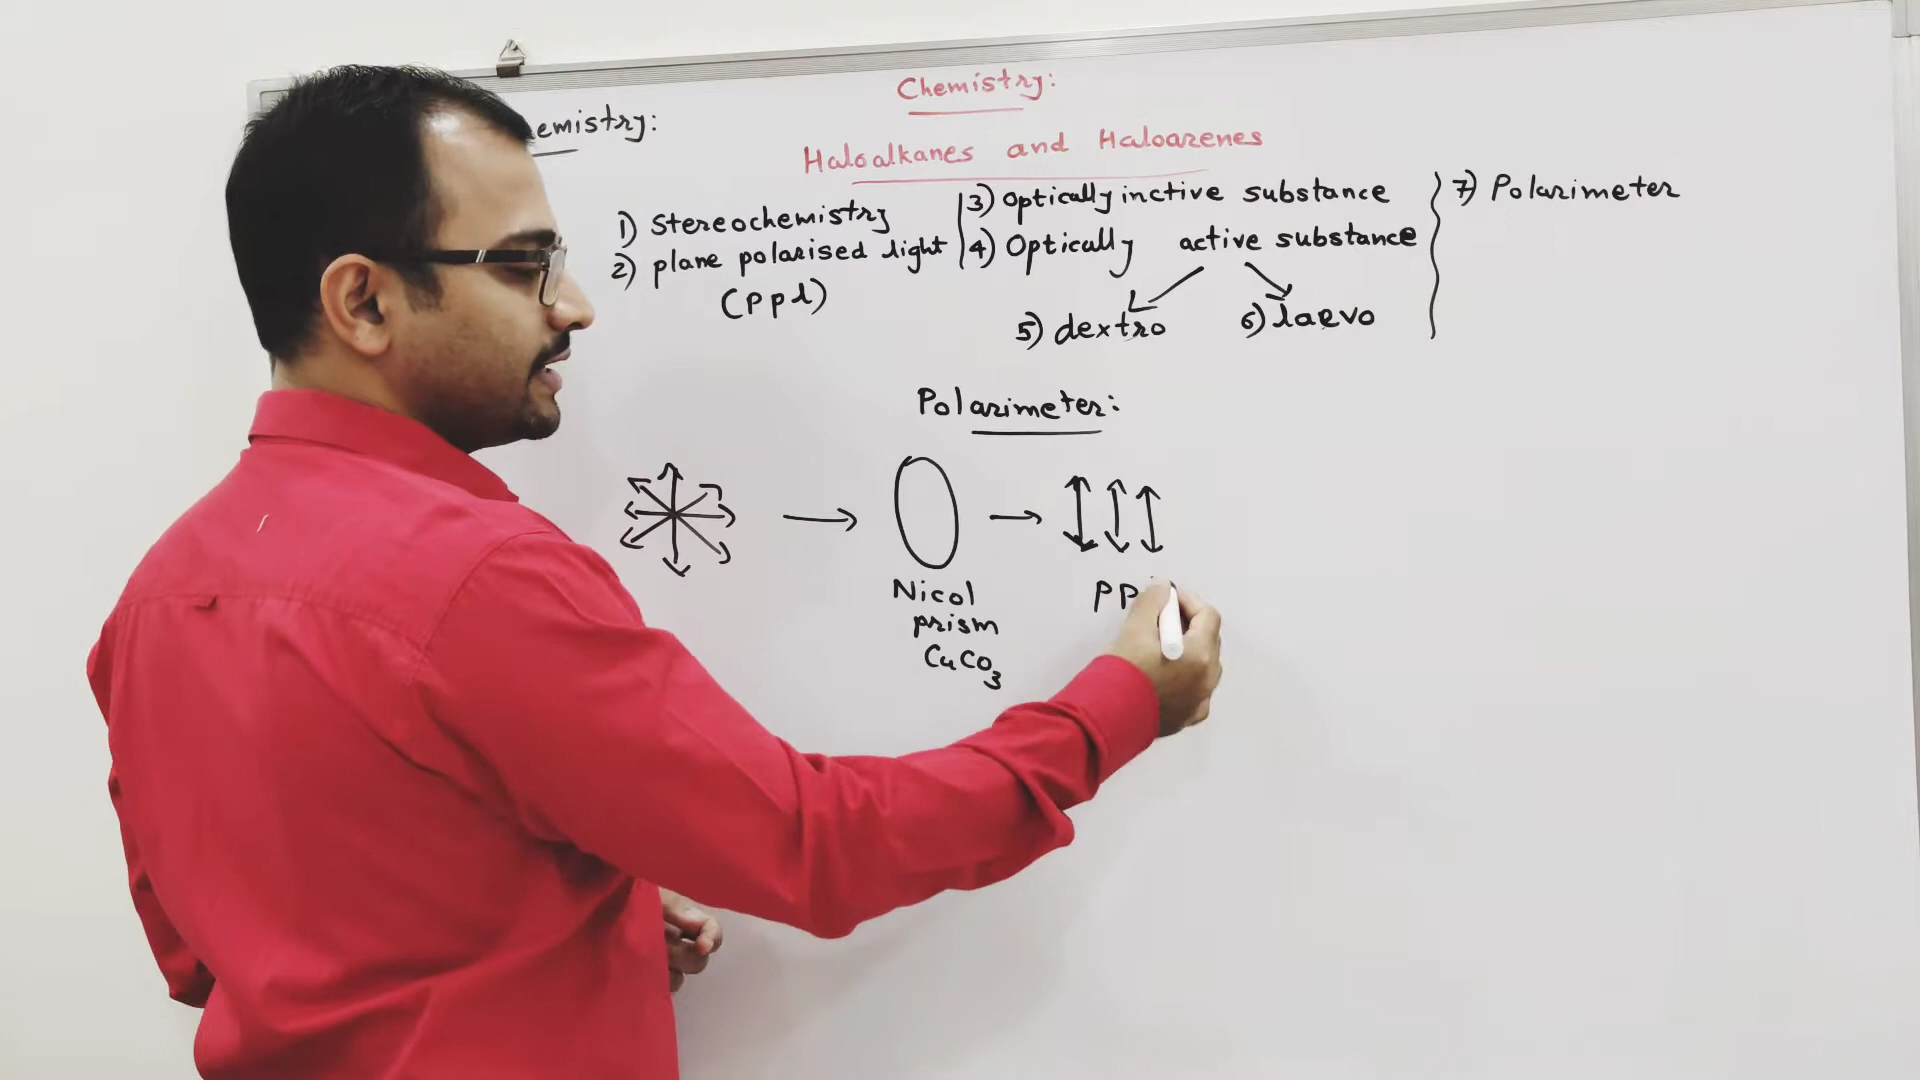 Chemistry:
emistry:
Haloalkanes and Haloarenes
1) Stereochemistry
2) plane polarised light
(ppl)
3) Optically inctive substance
4) Optically active substance
5) dextro
6) laevo
7) Polarimeter
Polarimeter:
Nicol
prism
CaCO3
PP